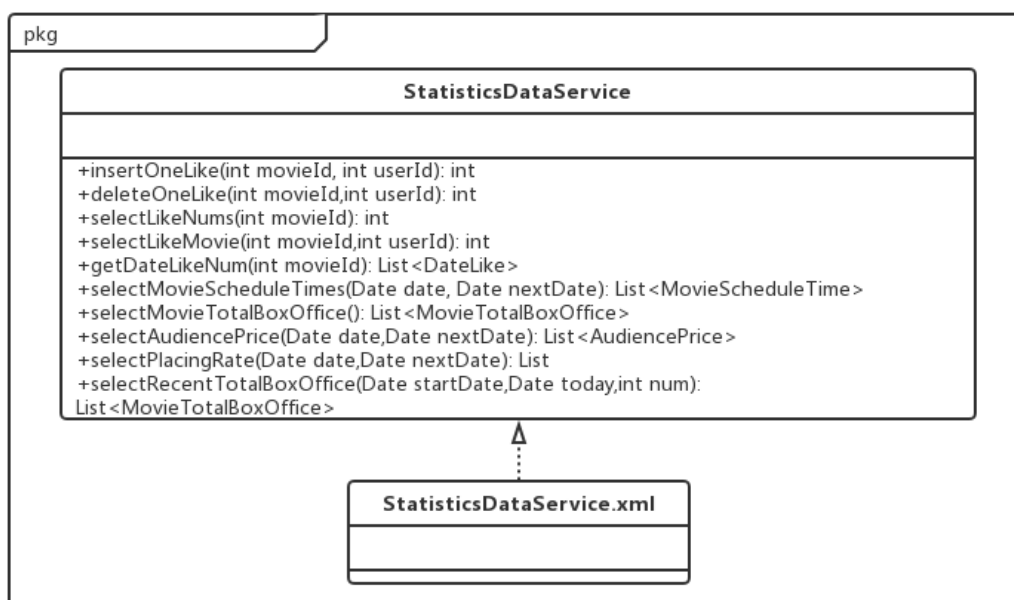 pkg
StatisticsDataService
+insertOneLike(int movieId, int userId): int
+deleteOneLike(int movieId,int userId): int
+selectLikeNums(int movieId): int
+selectLikeMovie(int movieId,int userId): int
+getDateLikeNum(int movieId): List<DateLike>
+selectMovieScheduleTimes(Date date, Date nextDate): List<MovieScheduleTime>
+selectMovieTotalBoxOffice(): List<MovieTotalBoxOffice>
+selectAudiencePrice(Date date,Date nextDate): List<AudiencePrice>
+selectPlacingRate(Date date,Date nextDate): List
+selectRecentTotalBoxOffice(Date startDate,Date today,int num):
List<MovieTotalBoxOffice>
StatisticsDataService.xml